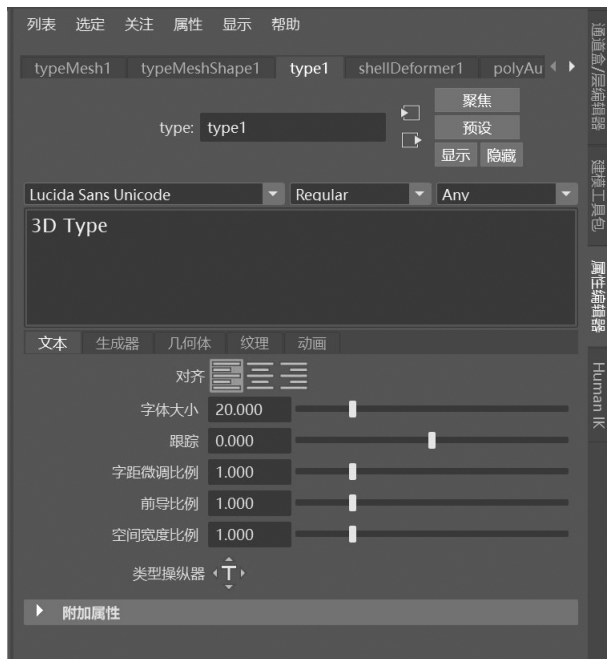 列表 选定 关注 属性 显示 帮助
typeMesh1 typeMeshShape1 type1 shellDeformer1 polyAu
聚焦
type: type1
预设
显示 隐藏
Lucida Sans Unicode Regular Any
3D Type
文本 生成器 几何体 纹理 动画
对齐
字体大小 20.000
跟踪 0.000
字距微调比例 1.000
前导比例 1.000
空间宽度比例 1.000
类型操纵器 T
附加属性
通道盒/层编辑器
建模工具包
属性编辑器
Human IK